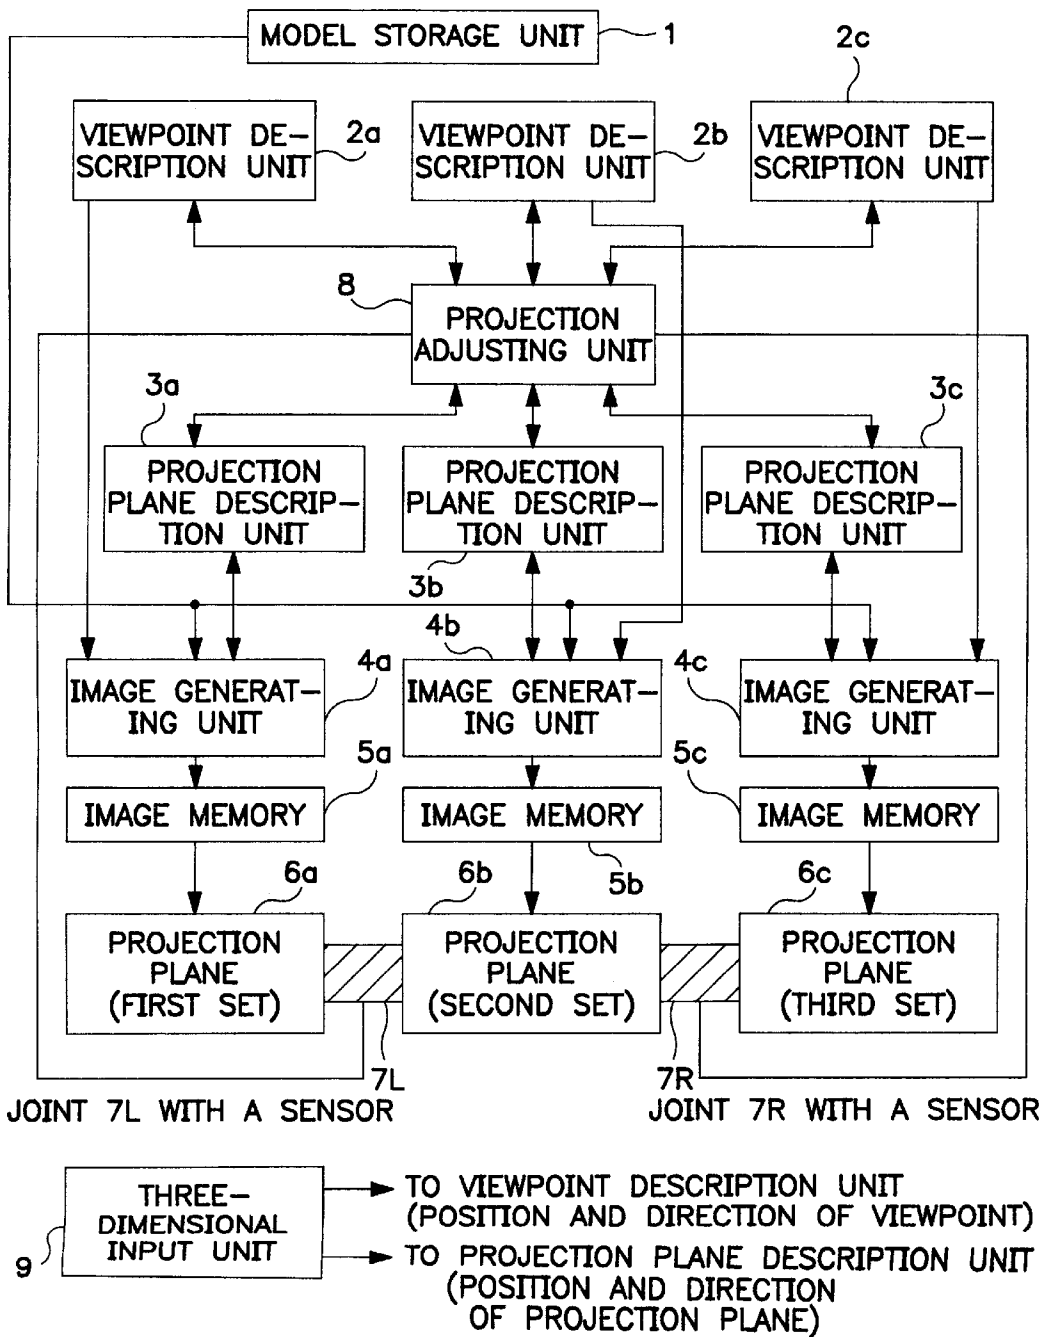 MODEL STORAGE UNIT
1
2c
VIEWPOINT DE-
SCRIPTION UNIT
2a
VIEWPOINT DE-
SCRIPTION UNIT
2b
VIEWPOINT DE-
SCRIPTION UNIT
8
PROJECTION
ADJUSTING UNIT
3a
3c
PROJECTION
PLANE DESCRIP-
TION UNIT
PROJECTION
PLANE DESCRIP-
TION UNIT
PROJECTION
PLANE DESCRIP-
TION UNIT
3b
4b
IMAGE GENERAT-
ING UNIT
4a
IMAGE GENERAT-
ING UNIT
4c
IMAGE GENERAT-
ING UNIT
5a
5c
IMAGE MEMORY
IMAGE MEMORY
IMAGE MEMORY
5b
6a
6b
6c
PROJECTION
PLANE
(FIRST SET)
PROJECTION
PLANE
(SECOND SET)
PROJECTION
PLANE
(THIRD SET)
7L
7R
JOINT 7L WITH A SENSOR
JOINT 7R WITH A SENSOR
THREE-
DIMENSIONAL
INPUT UNIT
9
TO VIEWPOINT DESCRIPTION UNIT
(POSITION AND DIRECTION OF VIEWPOINT)
TO PROJECTION PLANE DESCRIPTION UNIT
(POSITION AND DIRECTION
OF PROJECTION PLANE)